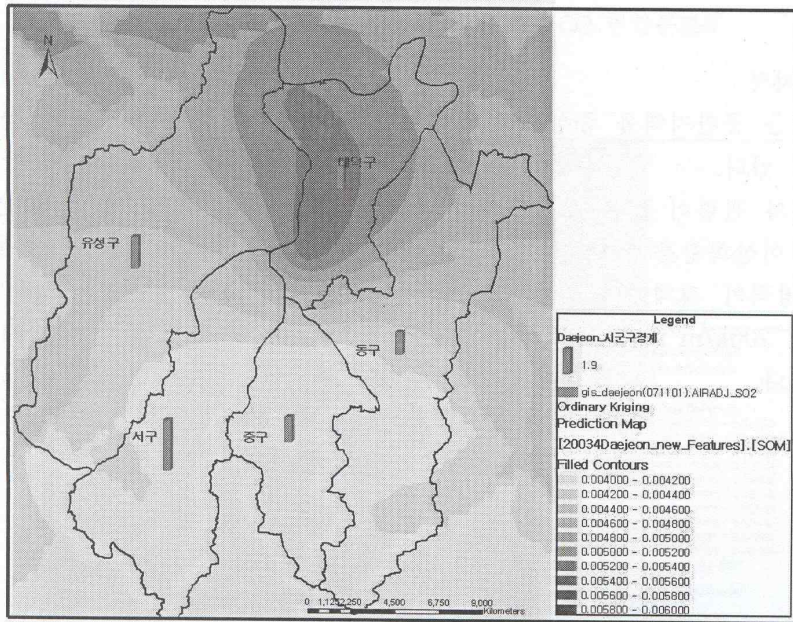 N
대덕구
유성구
동구
서구
중구
Legend
Daejeon_시군구경계
1.9
gis_daejeon(071101).AIRADJ_SO2
Ordinary Kriging
Prediction Map
[20034Daejeon_new_Features].[SOM]
Filled Contours
0.004000 - 0.004200
0.004200 - 0.004400
0.004400 - 0.004600
0.004600 - 0.004800
0.004800 - 0.005000
0.005000 - 0.005200
0.005200 - 0.005400
0.005400 - 0.005600
0.005600 - 0.005800
0.005800 - 0.006000
0 1,1252,250 4,500 6,750 9,000
Kilometers